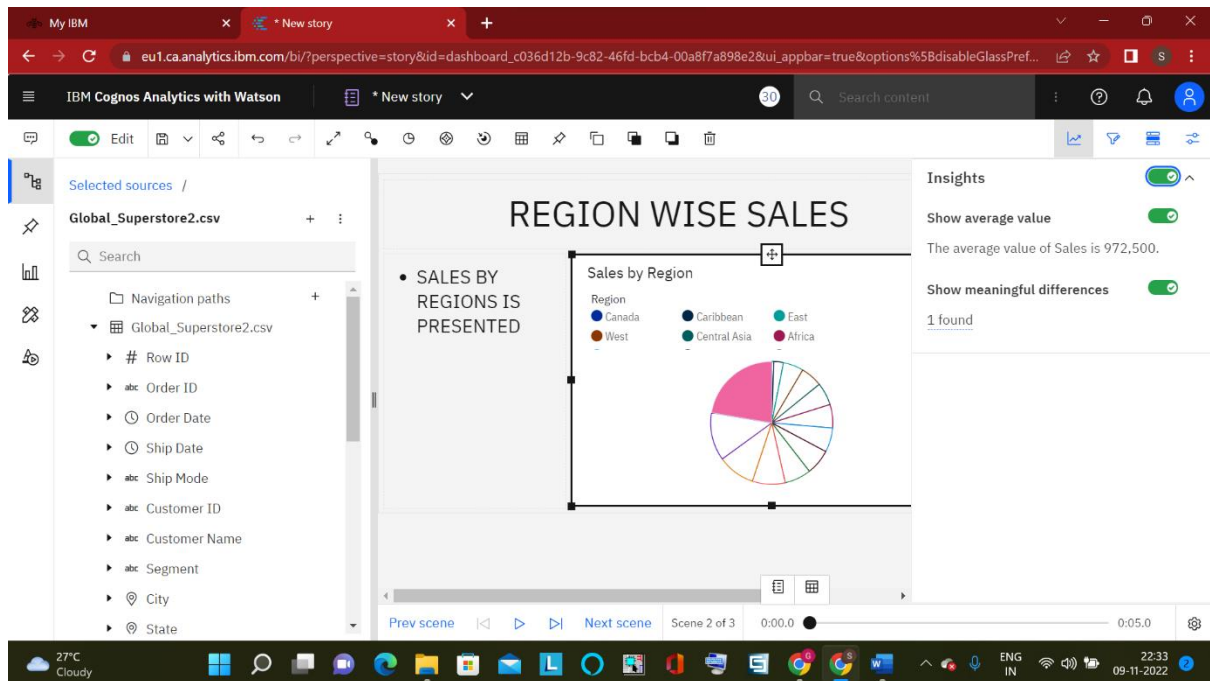 My IBM
* New story
eu1.ca.analytics.ibm.com/bi/?perspective=story&id=dashboard_c036d12b-9c82-46fd-bcb4-00a8f7a898e2&ui_appbar=true&options%5BdisableGlassPref...
S
IBM Cognos Analytics with Watson
* New story
30
Search content
Edit
Selected sources /
Global_Superstore2.csv
Search
Navigation paths
Global_Superstore2.csv
# Row ID
abc Order ID
Order Date
Ship Date
abc Ship Mode
abc Customer ID
abc Customer Name
abc Segment
City
State
REGION WISE SALES
• SALES BY
REGIONS IS
PRESENTED
Sales by Region
Region
Canada Caribbean East
West Central Asia Africa
Insights
Show average value
The average value of Sales is 972,500.
Show meaningful differences
1 found
Prev scene Next scene Scene 2 of 3 0:00.0 0:05.0
27°C
Cloudy
ENG
IN
22:33
09-11-2022
2